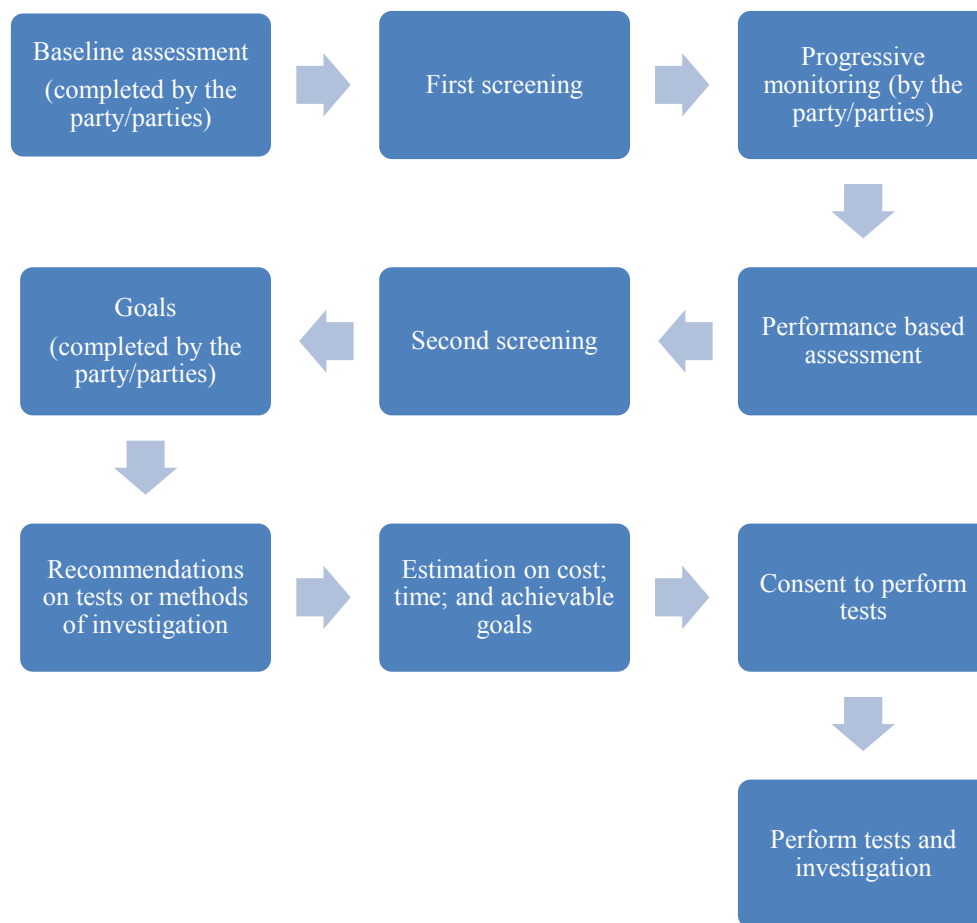 Baseline assessment
(completed by the
party/parties)
First screening
Progressive
monitoring (by the
party/parties)
Performance based
assessment
Second screening
Goals
(completed by the
party/parties)
Recommendations
on tests or methods
of investigation
Estimation on cost;
time; and achievable
goals
Consent to perform
tests
Perform tests and
investigation